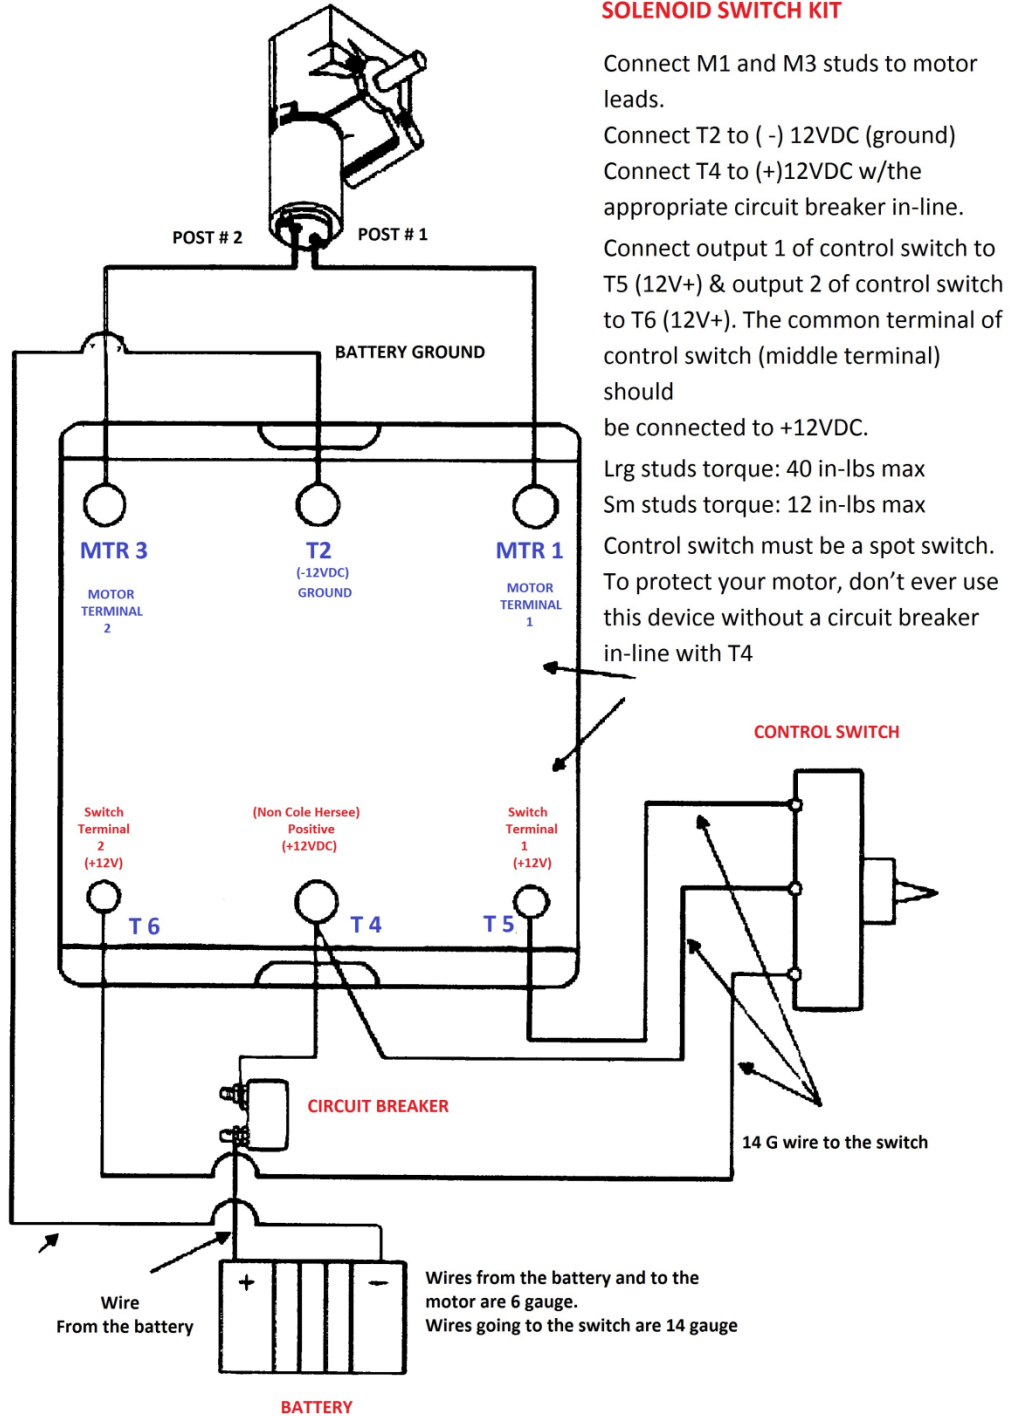 SOLENOID SWITCH KIT
Connect M1 and M3 studs to motor
leads.
Connect T2 to ( -) 12VDC (ground)
Connect T4 to (+)12VDC w/the
appropriate circuit breaker in-line.
Connect output 1 of control switch to
T5 (12V+) & output 2 of control switch
to T6 (12V+). The common terminal of
control switch (middle terminal)
should
be connected to +12VDC.
Lrg studs torque: 40 in-lbs max
Sm studs torque: 12 in-lbs max
Control switch must be a spot switch.
To protect your motor, don't ever use
this device without a circuit breaker
in-line with T4
POST # 2
POST # 1
BATTERY GROUND
MTR 3
MOTOR
TERMINAL
2
T2
(-12VDC)
GROUND
MTR 1
MOTOR
TERMINAL
1
CONTROL SWITCH
Switch
Terminal
2
(+12V)
(Non Cole Hersee)
Positive
(+12VDC)
Switch
Terminal
1
(+12V)
T 6
T 4
T 5
CIRCUIT BREAKER
14 G wire to the switch
Wire
From the battery
+
−
Wires from the battery and to the
motor are 6 gauge.
Wires going to the switch are 14 gauge
BATTERY